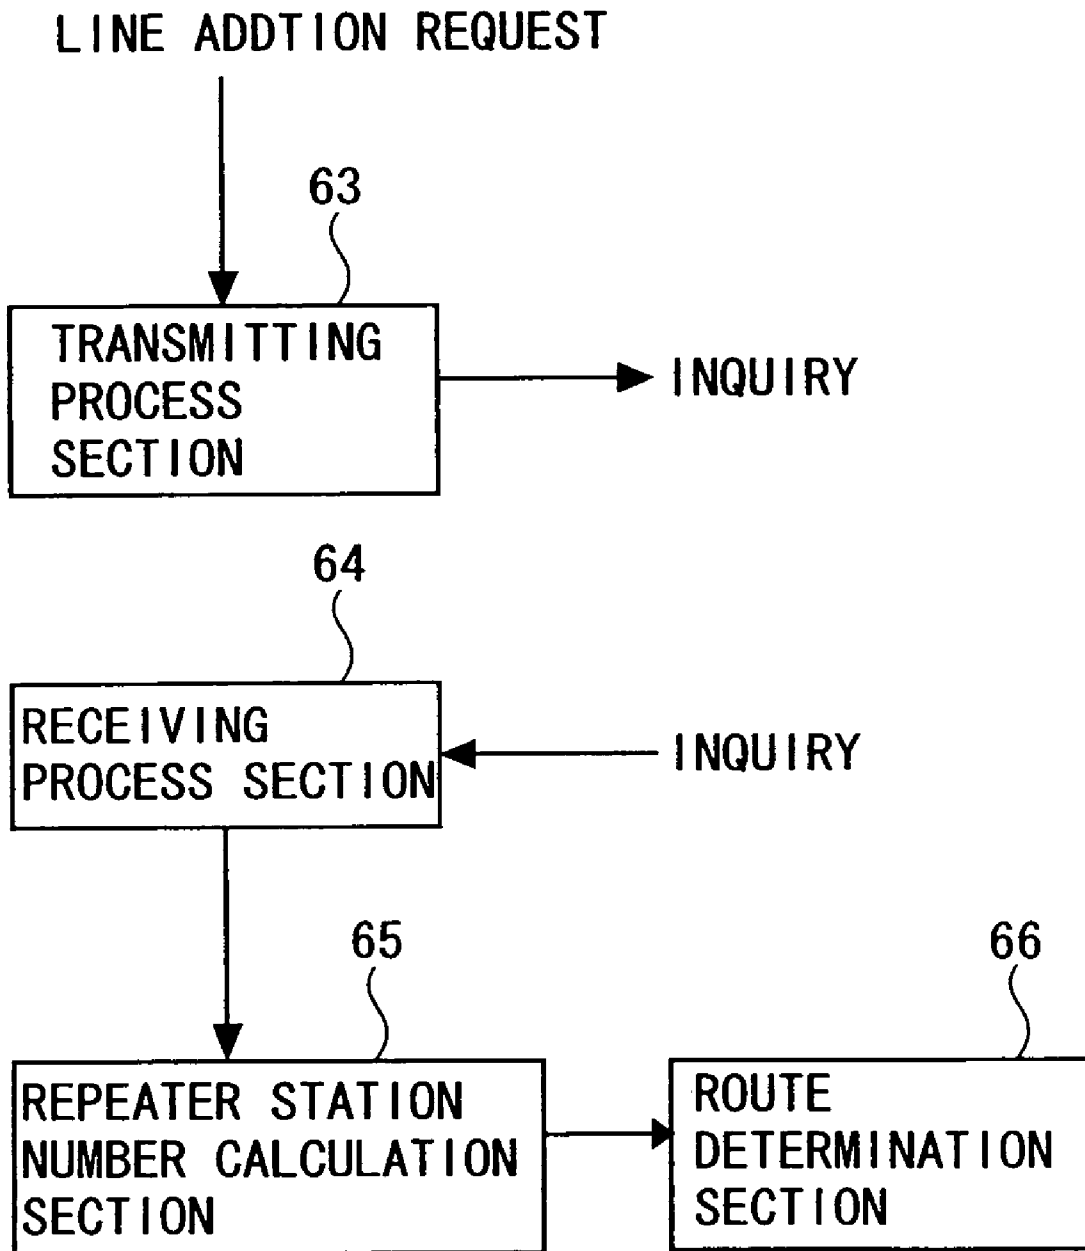 LINE ADDTION REQUEST
63
TRANSMITTING
PROCESS
SECTION
INQUIRY
64
RECEIVING
PROCESS SECTION
INQUIRY
65
REPEATER STATION
NUMBER CALCULATION
SECTION
66
ROUTE
DETERMINATION
SECTION